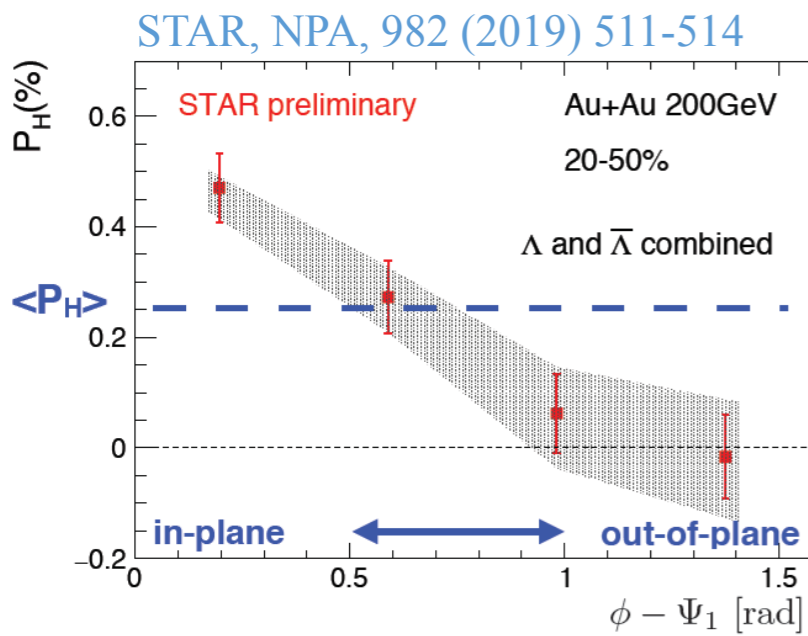 STAR, NPA, 982 (2019) 511-514
P_H(%)
STAR preliminary
Au+Au 200GeV
20-50%
Λ and Λ̅ combined
<P_H>
in-plane
out-of-plane
0.6
0.4
0.2
0
−0.2
0 0.5 1 1.5
ϕ − Ψ₁ [rad]